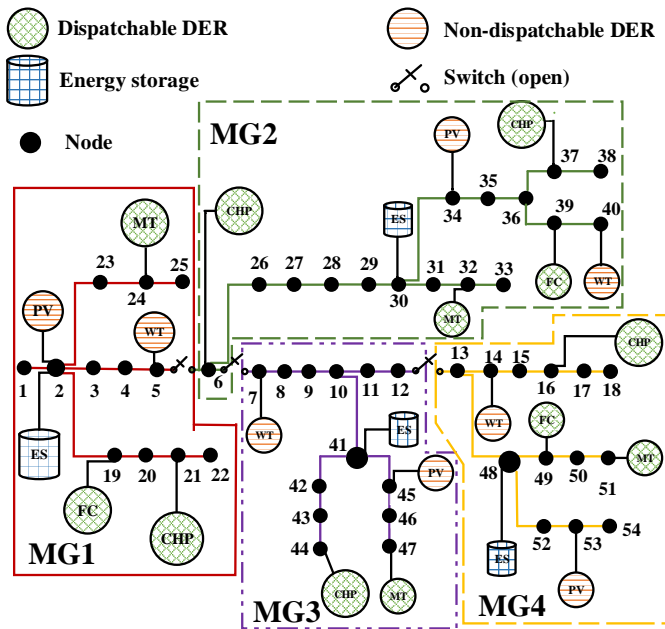 Dispatchable DER
Non-dispatchable DER
Energy storage
Switch (open)
Node
MG2
CHP
PV
37
38
MT
CHP
34
35
36
39
40
ES
23
24
25
26
27
28
29
30
31
32
33
FC
WT
MT
PV
WT
1
2
3
4
5
6
7
8
9
10
11
12
13
14
15
16
17
18
CHP
ES
19
20
21
22
WT
41
ES
WT
FC
48
49
50
51
MT
FC
CHP
42
43
44
45
46
47
PV
52
53
54
MG1
CHP
MT
ES
PV
MG3
MG4